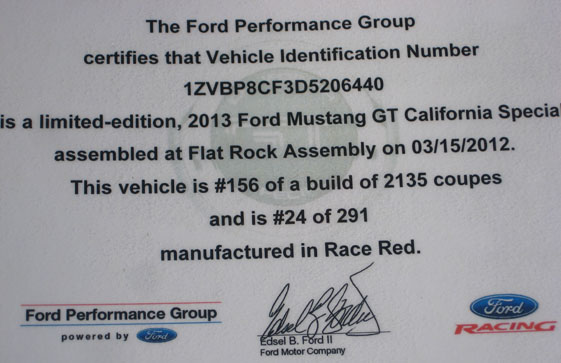 The Ford Performance Group
certifies that Vehicle Identification Number
1ZVBP8CF3D5206440
is a limited-edition, 2013 Ford Mustang GT California Special
assembled at Flat Rock Assembly on 03/15/2012.
This vehicle is #156 of a build of 2135 coupes
and is #24 of 291
manufactured in Race Red.
Ford Performance Group
powered by Ford
Edsel B. Ford II
Edsel B. Ford II
Ford Motor Company
Ford
RACING